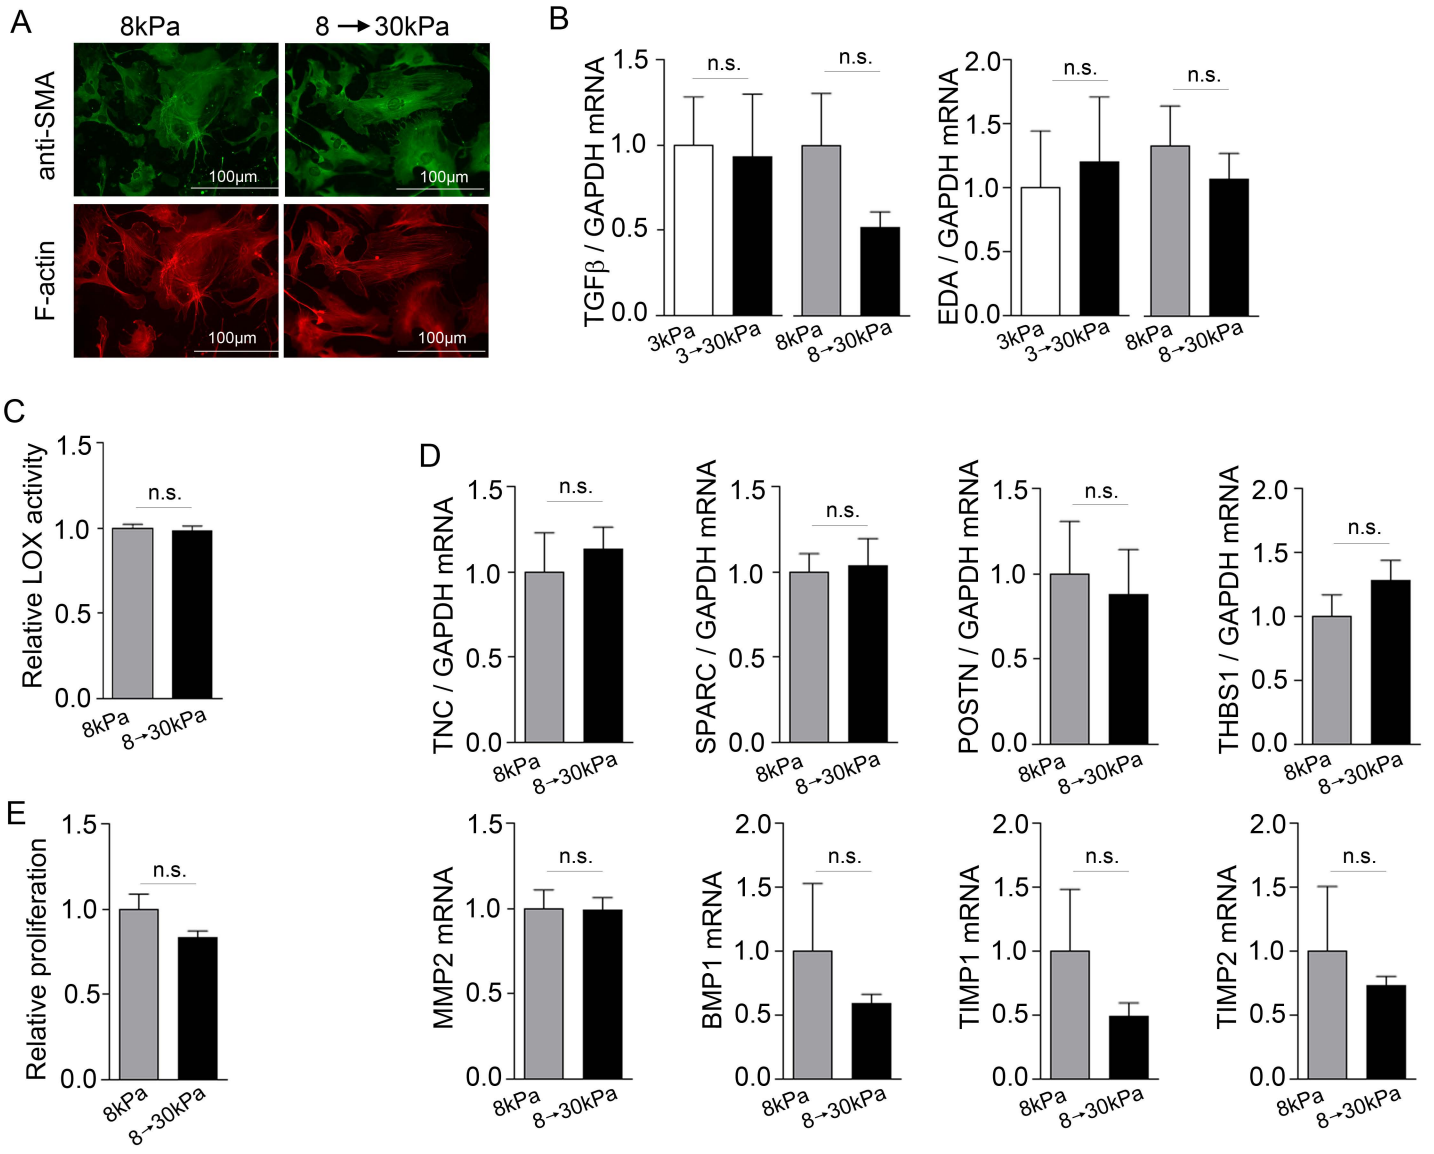 A
8kPa
8 → 30kPa
anti-SMA
100µm
100µm
F-actin
100µm
100µm
B
TGFβ / GAPDH mRNA
1.5
1.0
0.5
0.0
n.s.
n.s.
3kPa
3→30kPa
8kPa
8→30kPa
EDA / GAPDH mRNA
2.0
1.5
1.0
0.5
0.0
n.s.
n.s.
3kPa
3→30kPa
8kPa
8→30kPa
C
Relative LOX activity
1.5
1.0
0.5
0.0
n.s.
8kPa
8→30kPa
D
TNC / GAPDH mRNA
1.5
1.0
0.5
0.0
n.s.
8kPa
8→30kPa
SPARC / GAPDH mRNA
1.5
1.0
0.5
0.0
n.s.
8kPa
8→30kPa
POSTN / GAPDH mRNA
1.5
1.0
0.5
0.0
n.s.
8kPa
8→30kPa
THBS1 / GAPDH mRNA
2.0
1.5
1.0
0.5
0.0
n.s.
8kPa
8→30kPa
E
Relative proliferation
1.5
1.0
0.5
0.0
n.s.
8kPa
8→30kPa
MMP2 mRNA
1.5
1.0
0.5
0.0
n.s.
8kPa
8→30kPa
BMP1 mRNA
2.0
1.5
1.0
0.5
0.0
n.s.
8kPa
8→30kPa
TIMP1 mRNA
2.0
1.5
1.0
0.5
0.0
n.s.
8kPa
8→30kPa
TIMP2 mRNA
2.0
1.5
1.0
0.5
0.0
n.s.
8kPa
8→30kPa